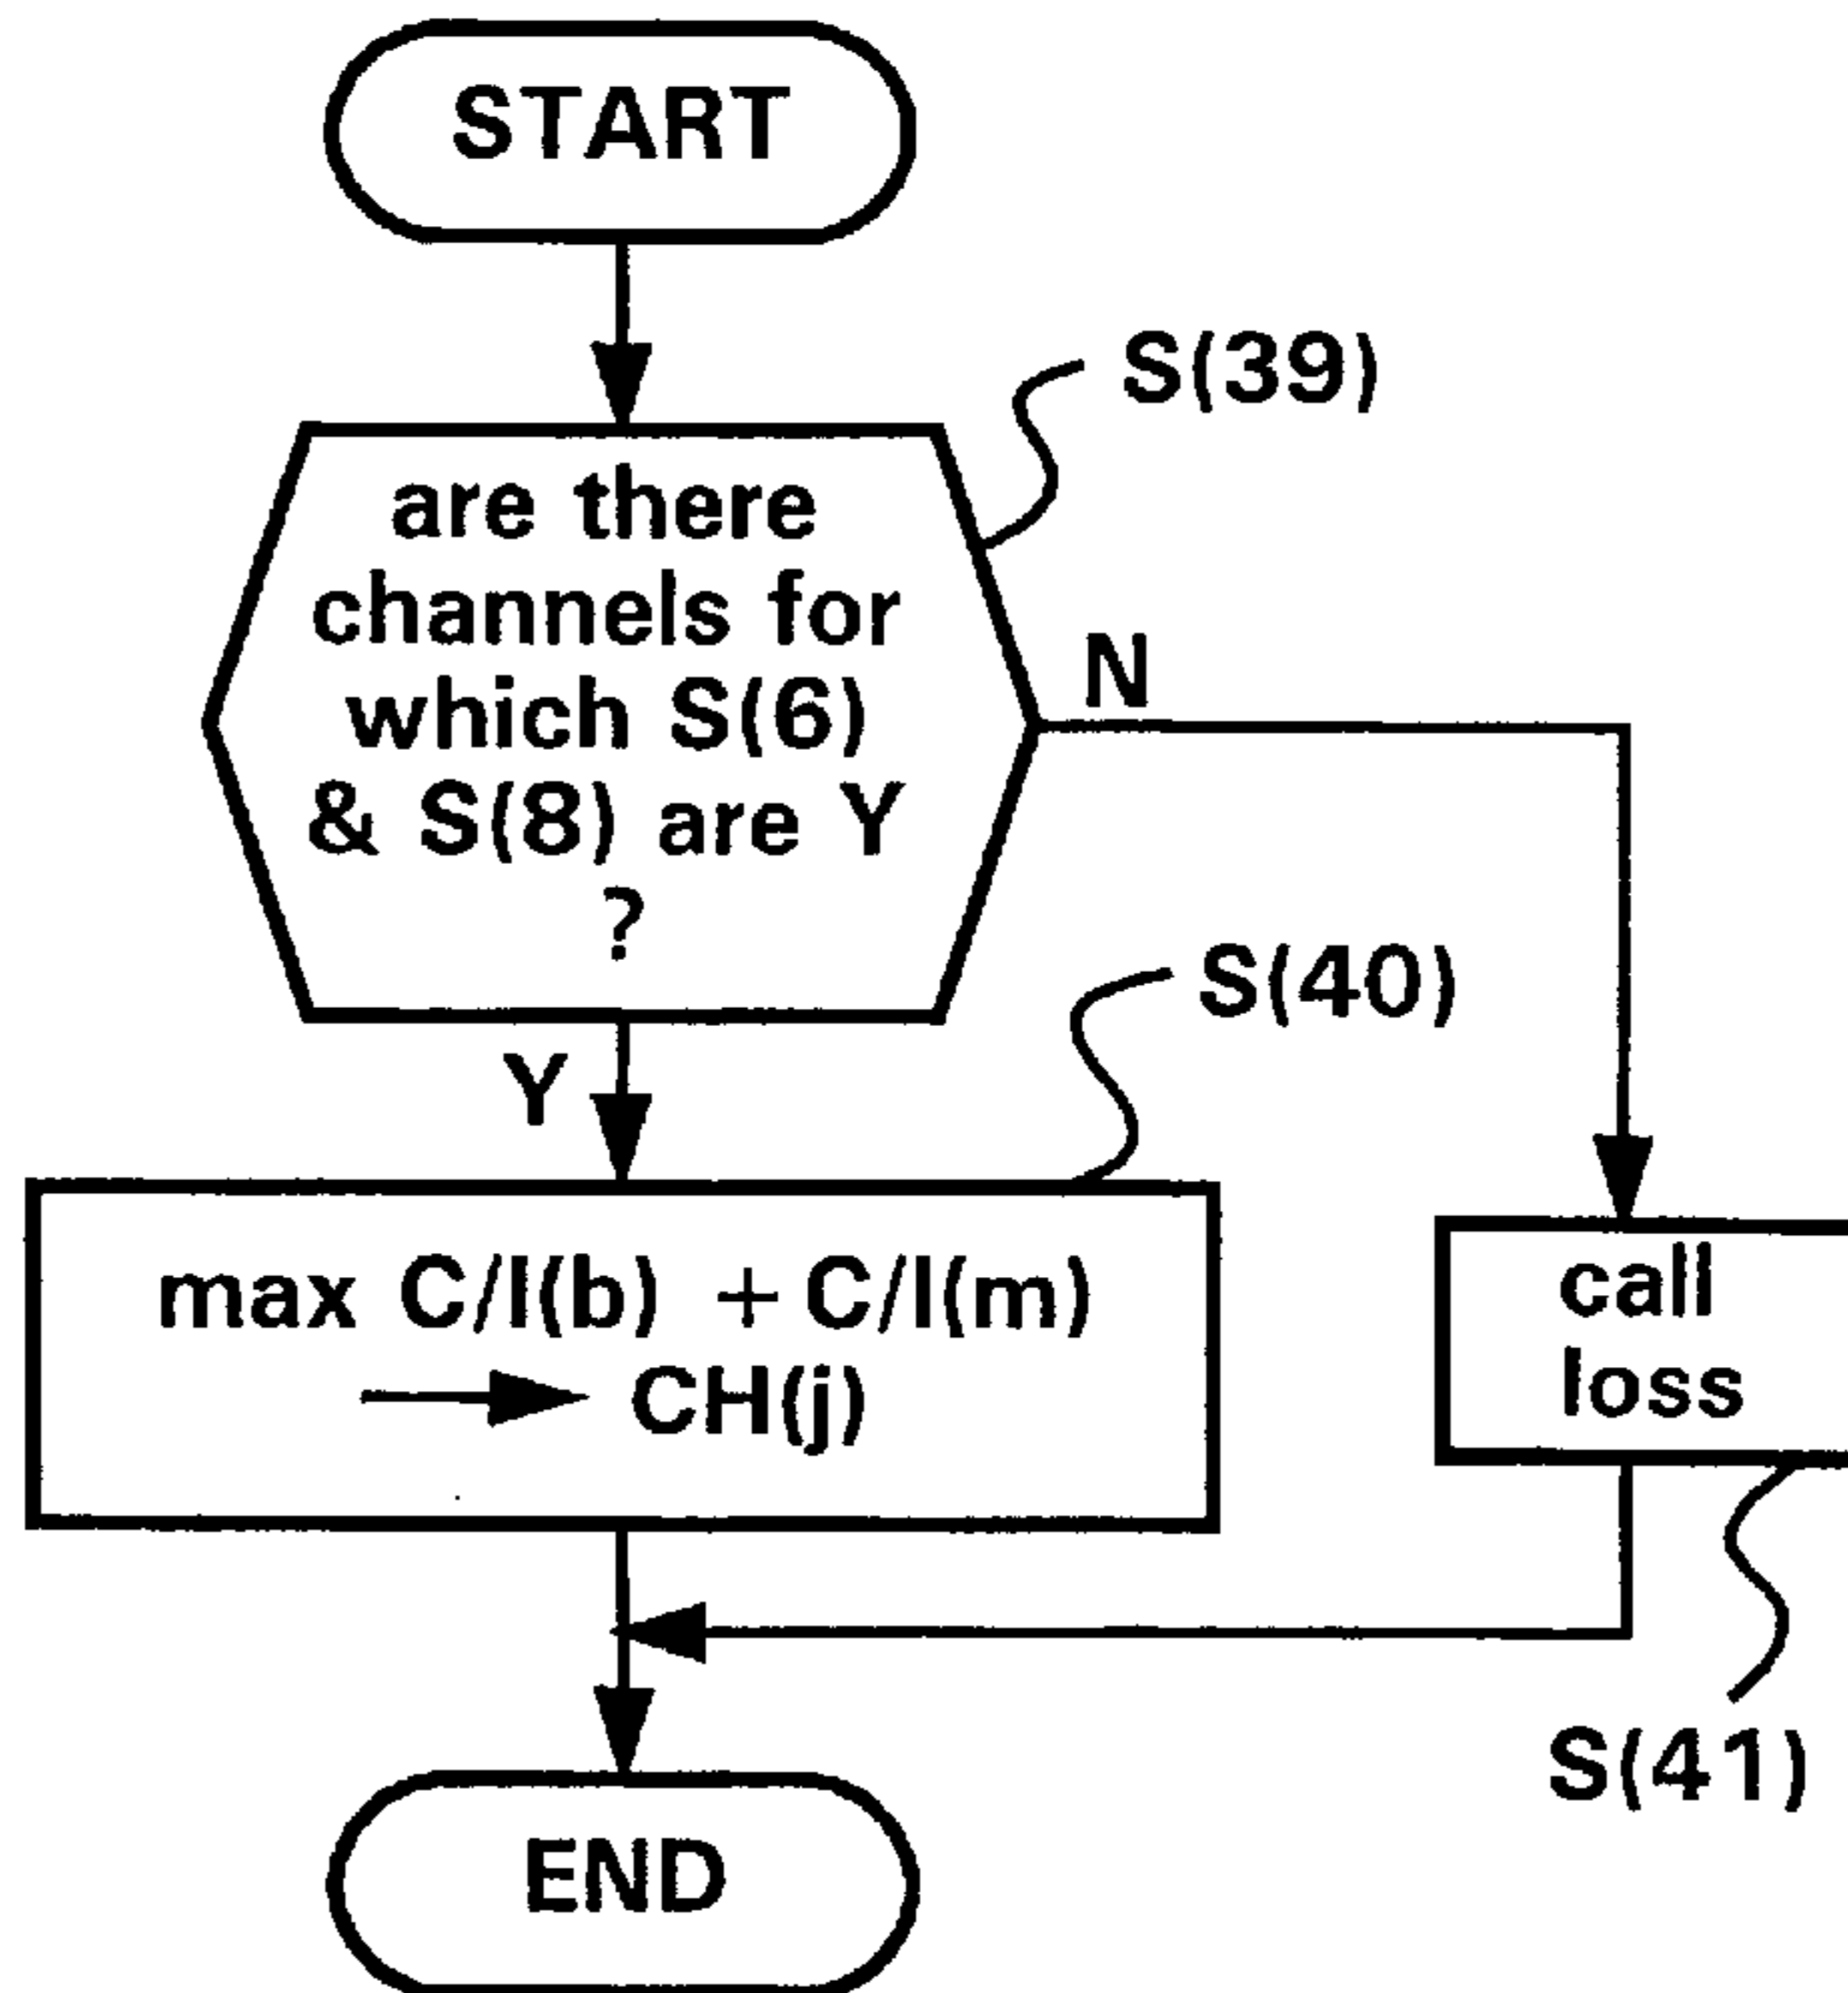 START
S(39)
are there
channels for
which S(6)
& S(8) are Y
?
N
Y
S(40)
max C/I(b) + C/I(m)
→ CH(j)
call
loss
S(41)
END